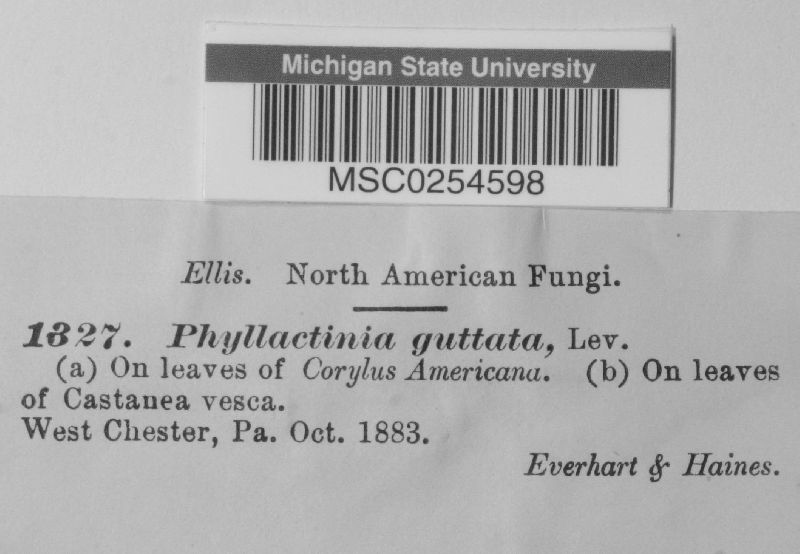 Michigan State University
MSC0254598
Ellis. North American Fungi.
1327. Phyllactinia guttata, Lev.
(a) On leaves of Corylus Americana. (b) On leaves
of Castanea vesca.
West Chester, Pa. Oct. 1883.
Everhart & Haines.